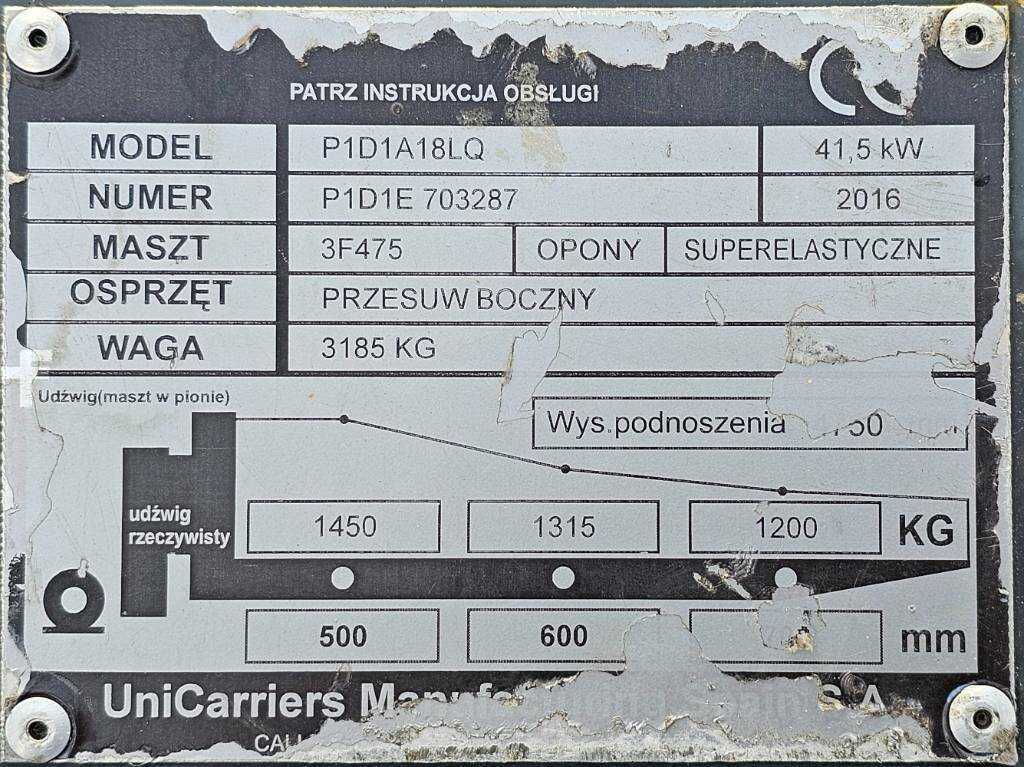 PATRZ INSTRUKCJA OBSŁUGI
CE
MODEL P1D1A18LQ 41,5 kW
NUMER P1D1E 703287 2016
MASZT 3F475 OPONY SUPERELASTYCZNE
OSPRZĘT PRZESUW BOCZNY
WAGA 3185 KG
Udźwig(maszt w pionie)
Wys.podnoszenia
udźwig
rzeczywisty
1450 1315 1200 KG
500 600 mm
UniCarriers S.A.